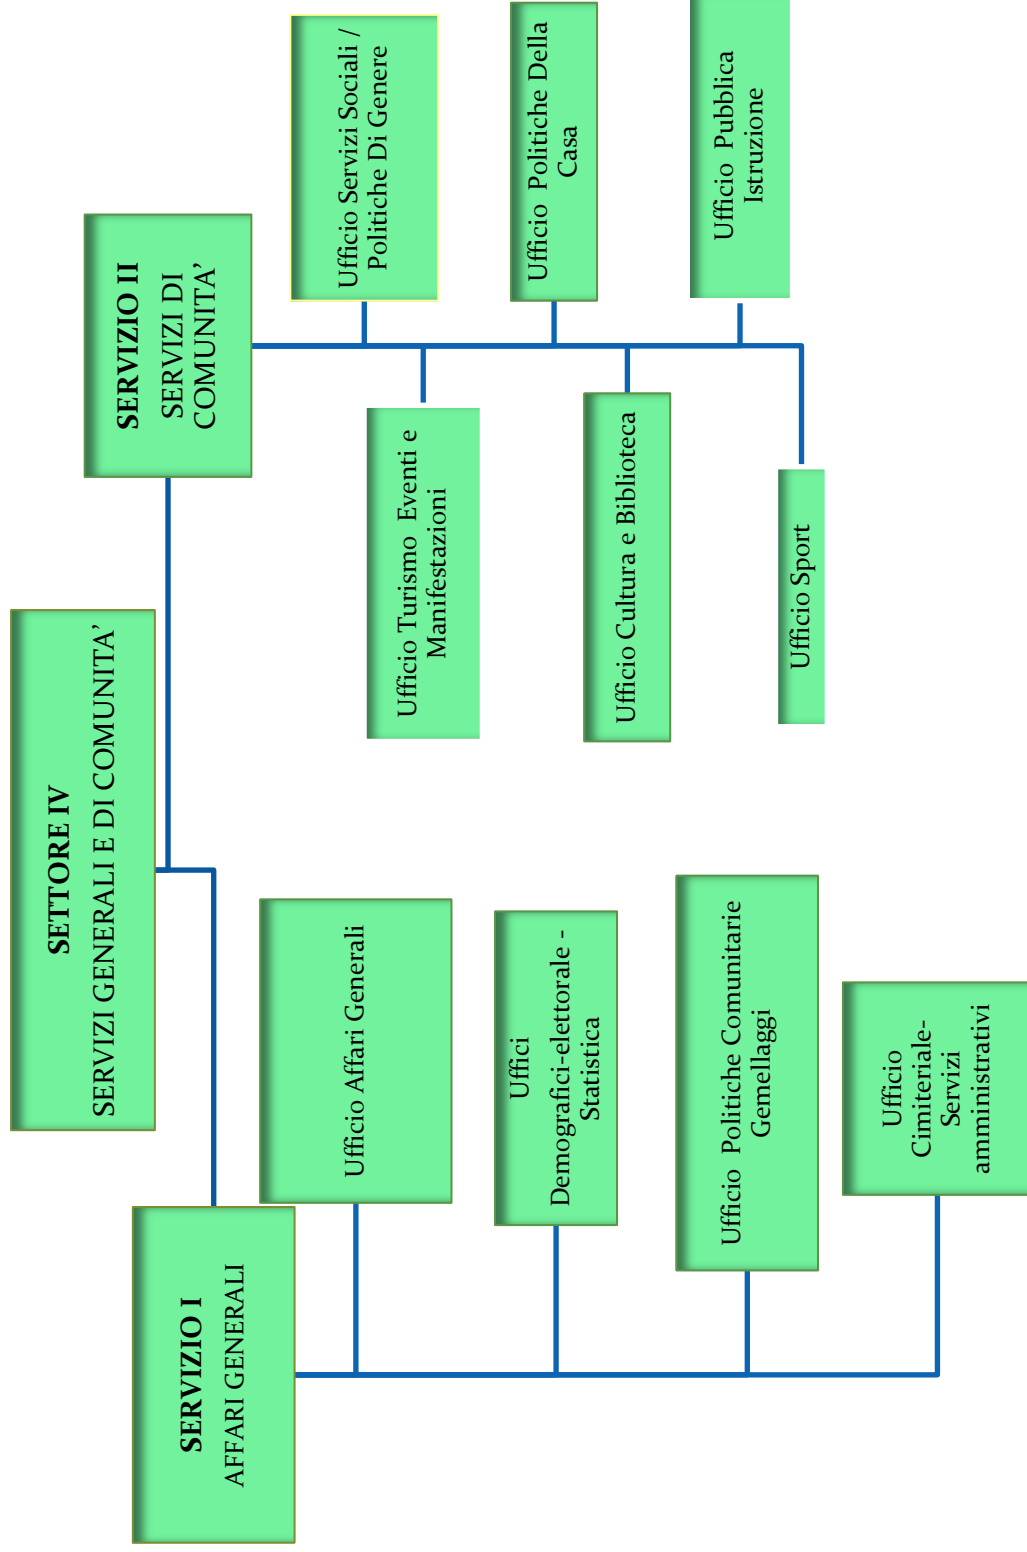 SETTORE IV
SERVIZI GENERALI E DI COMUNITA’
SERVIZIO I
AFFARI GENERALI
Ufficio Affari Generali
Uffici
Demografici-elettorale -
Statistica
Ufficio Politiche Comunitarie
Gemellaggi
Ufficio
Cimiteriale-
Servizi
amministrativi
SERVIZIO II
SERVIZI DI
COMUNITA’
Ufficio Servizi Sociali /
Politiche Di Genere
Ufficio Turismo Eventi e
Manifestazioni
Ufficio Politiche Della
Casa
Ufficio Cultura e Biblioteca
Ufficio Pubblica
Istruzione
Ufficio Sport